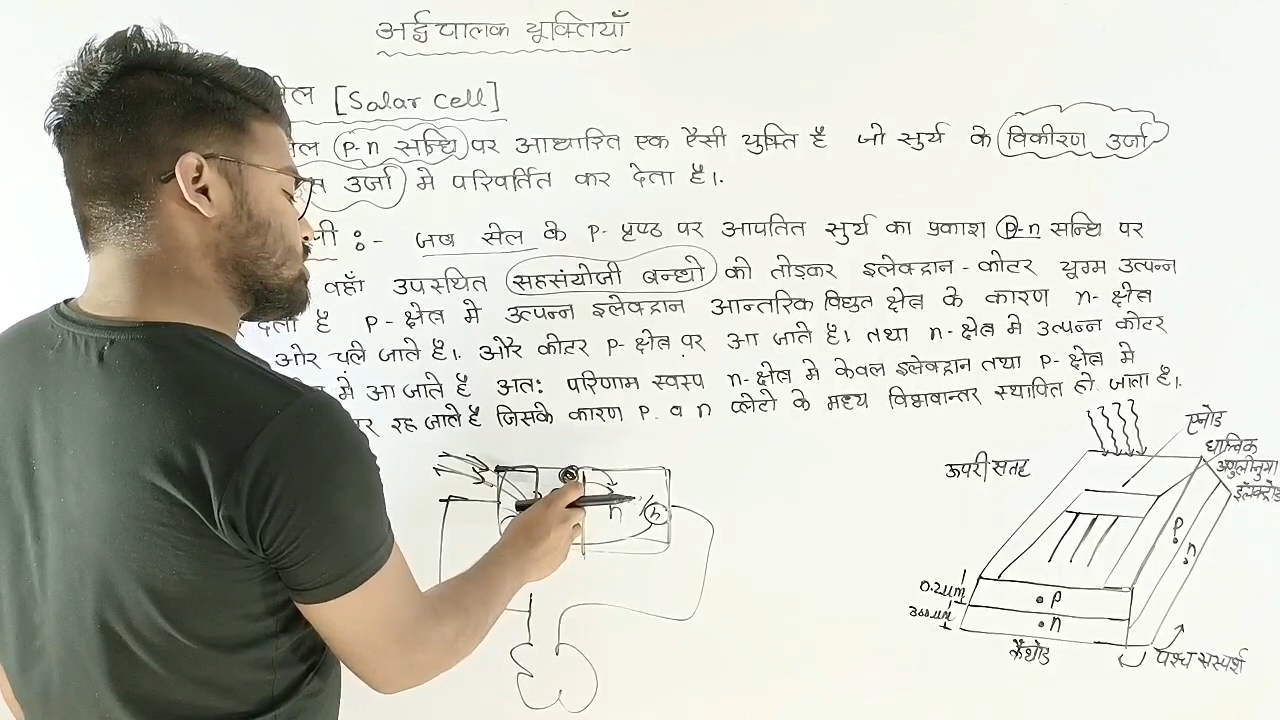 अर्द्धचालक यूक्तियाँ
सेल [Solar Cell]
सेल p-n सन्धि पर आधारित एक ऐसी युक्ति है जो सुर्य के विकीरण उर्जा
उर्जा मे परिवर्तित कर देता है।.
:- जब सेल के P- पृष्ठ पर आपतित सुर्य का प्रकाश P-n सन्धि पर
वहाँ उपस्थित सहसंयोजी बन्धो को तोड़कर इलेक्ट्रान - कोटर यूग्म उत्पन्न
देता है P- क्षेत्र मे उत्पन्न इलेक्ट्रान आन्तरिक विद्युत क्षेत्र के कारण n- क्षेत्र
ओर चले जाते है।. और कोटर P- क्षेत्र पर आ जाते है। तथा n- क्षेत्र मे उत्पन्न कोटर
में आ जाते है अतः परिणाम स्वरुप n- क्षेत्र मे केवल इलेक्ट्रान तथा P- क्षेत्र मे
रह जाते है जिसके कारण P. व n प्लेटो के मध्य विभवान्तर स्थापित हो जाता है।.
n
h
ऊपरी सतह
एनोड
धात्विक
अंगुलीनुमा
इलेक्ट्रोड
P
n
0.2um
300um
P
n
कैथोड
पश्च संस्पर्श